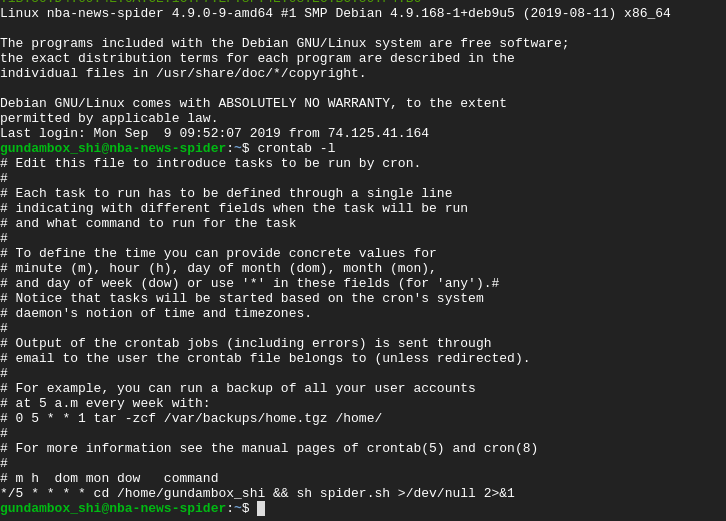 Linux nba-news-spider 4.9.0-9-amd64 #1 SMP Debian 4.9.168-1+deb9u5 (2019-08-11) x86_64
The programs included with the Debian GNU/Linux system are free software;
the exact distribution terms for each program are described in the
individual files in /usr/share/doc/*/copyright.
Debian GNU/Linux comes with ABSOLUTELY NO WARRANTY, to the extent
permitted by applicable law.
Last login: Mon Sep  9 09:52:07 2019 from 74.125.41.164
gundambox_shi@nba-news-spider:~$ crontab -l
# Edit this file to introduce tasks to be run by cron.
#
# Each task to run has to be defined through a single line
# indicating with different fields when the task will be run
# and what command to run for the task
#
# To define the time you can provide concrete values for
# minute (m), hour (h), day of month (dom), month (mon),
# and day of week (dow) or use '*' in these fields (for 'any').#
# Notice that tasks will be started based on the cron's system
# daemon's notion of time and timezones.
#
# Output of the crontab jobs (including errors) is sent through
# email to the user the crontab file belongs to (unless redirected).
#
# For example, you can run a backup of all your user accounts
# at 5 a.m every week with:
# 0 5 * * 1 tar -zcf /var/backups/home.tgz /home/
#
# For more information see the manual pages of crontab(5) and cron(8)
#
# m h  dom mon dow   command
*/5 * * * * cd /home/gundambox_shi && sh spider.sh >/dev/null 2>&1
gundambox_shi@nba-news-spider:~$